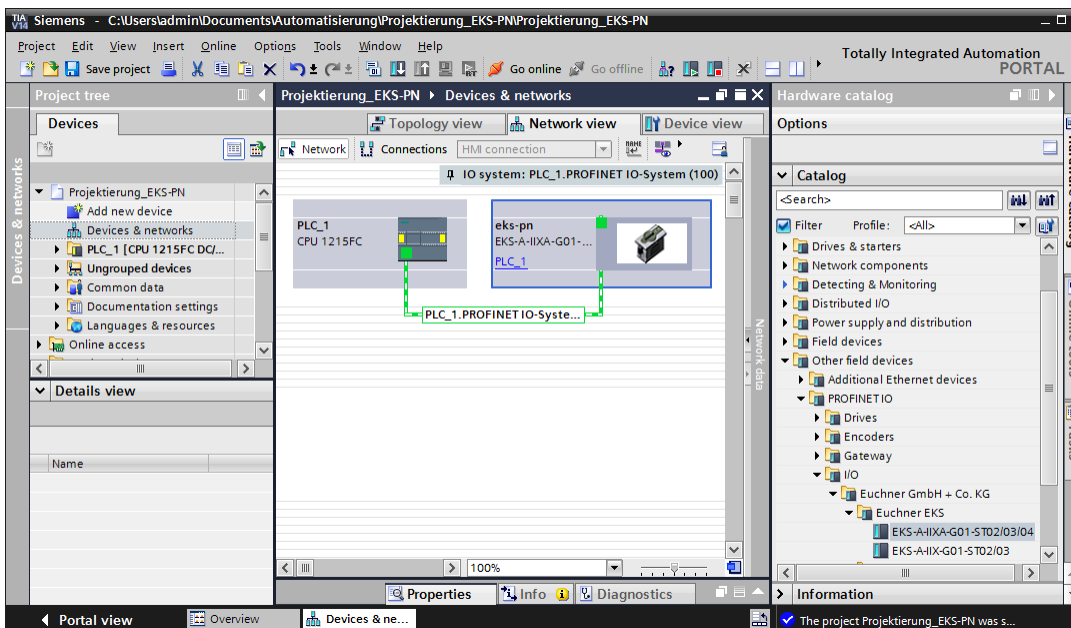 TIA V14 Siemens - C:\Users\admin\Documents\Automatisierung\Projektierung_EKS-PN\Projektierung_EKS-PN
Project Edit View Insert Online Options Tools Window Help
Totally Integrated Automation
PORTAL
Save project Go online Go offline
Project tree
Devices
Devices & networks
Projektierung_EKS-PN
Add new device
Devices & networks
PLC_1 [CPU 1215FC DC/...
Ungrouped devices
Common data
Documentation settings
Languages & resources
Online access
Details view
Name
Projektierung_EKS-PN Devices & networks
Topology view Network view Device view
Network Connections HMI connection
IO system: PLC_1.PROFINET IO-System (100)
PLC_1
CPU 1215FC
eks-pn
EKS-A-IIXA-G01-...
PLC_1
PLC_1.PROFINET IO-Syste...
100%
Network data
Properties Info Diagnostics
Hardware catalog
Options
Catalog
<Search>
Filter Profile: <All>
Drives & starters
Network components
Detecting & Monitoring
Distributed I/O
Power supply and distribution
Field devices
Other field devices
Additional Ethernet devices
PROFINET IO
Drives
Encoders
Gateway
I/O
Euchner GmbH + Co. KG
Euchner EKS
EKS-A-IIXA-G01-ST02/03/04
EKS-A-IIX-G01-ST02/03
Information
Portal view Overview Devices & ne...
The project Projektierung_EKS-PN was s...